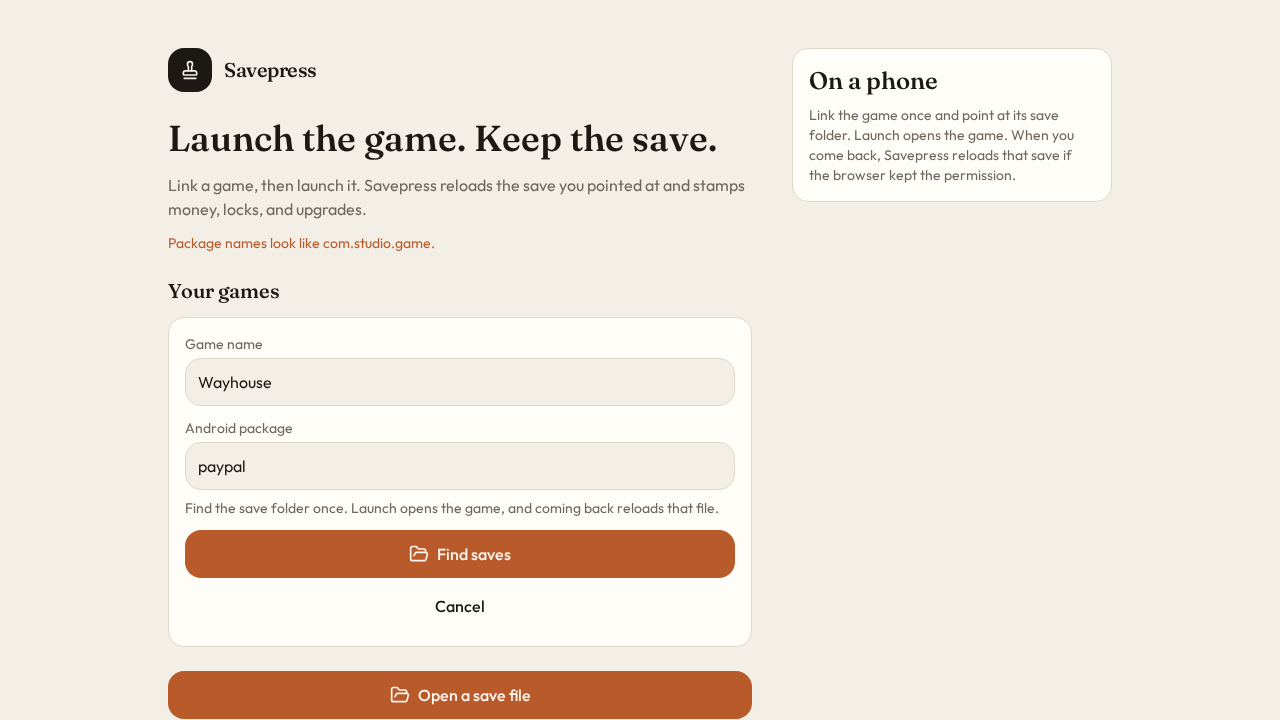 Savepress
Launch the game. Keep the save.
Link a game, then launch it. Savepress reloads the save you pointed at and stamps
money, locks, and upgrades.
Package names look like com.studio.game.
Your games
Game name
Wayhouse
Android package
paypal
Find the save folder once. Launch opens the game, and coming back reloads that file.
Find saves
Cancel
Open a save file
On a phone
Link the game once and point at its save
folder. Launch opens the game. When you
come back, Savepress reloads that save if
the browser kept the permission.